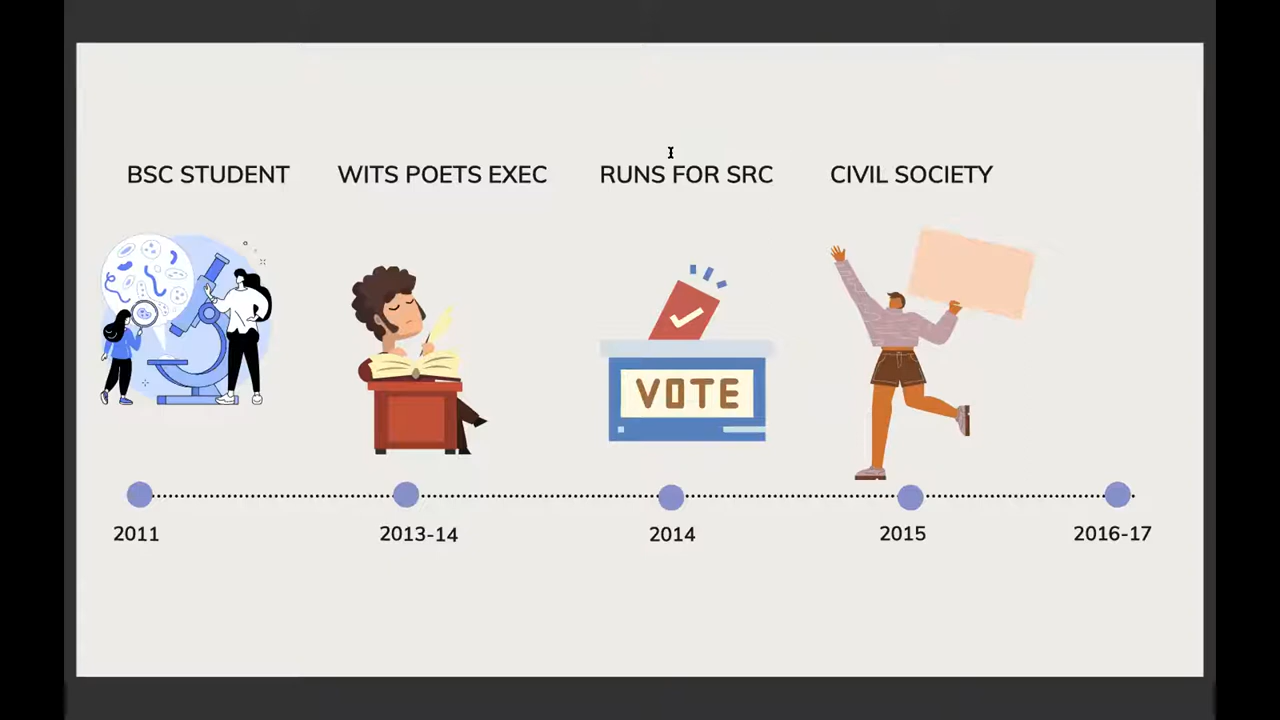 BSC STUDENT
WITS POETS EXEC
RUNS FOR SRC
CIVIL SOCIETY
VOTE
2011
2013-14
2014
2015
2016-17